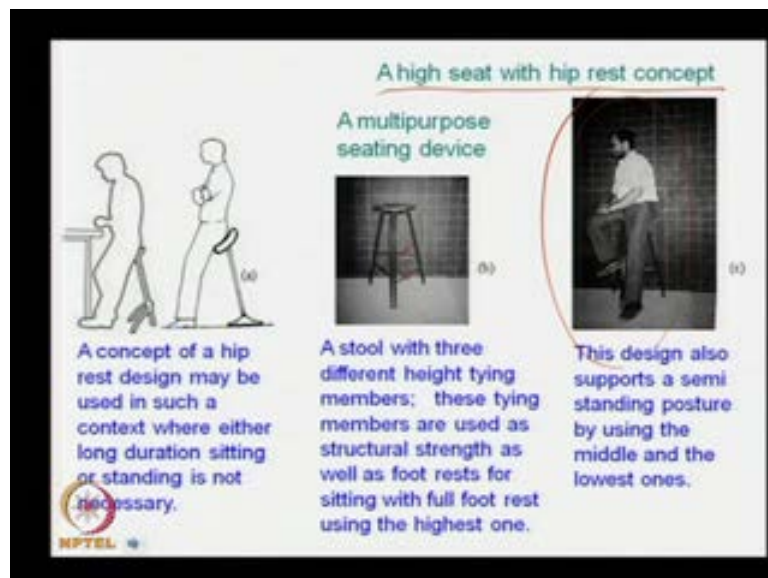 A high seat with hip rest concept
A multipurpose
seating device
(a)
(b)
(c)
A concept of a hip
rest design may be
used in such a
context where either
long duration sitting
or standing is not
necessary.
A stool with three
different height tying
members; these tying
members are used as
structural strength as
well as foot rests for
sitting with full foot rest
using the highest one.
This design also
supports a semi
standing posture
by using the
middle and the
lowest ones.
NPTEL